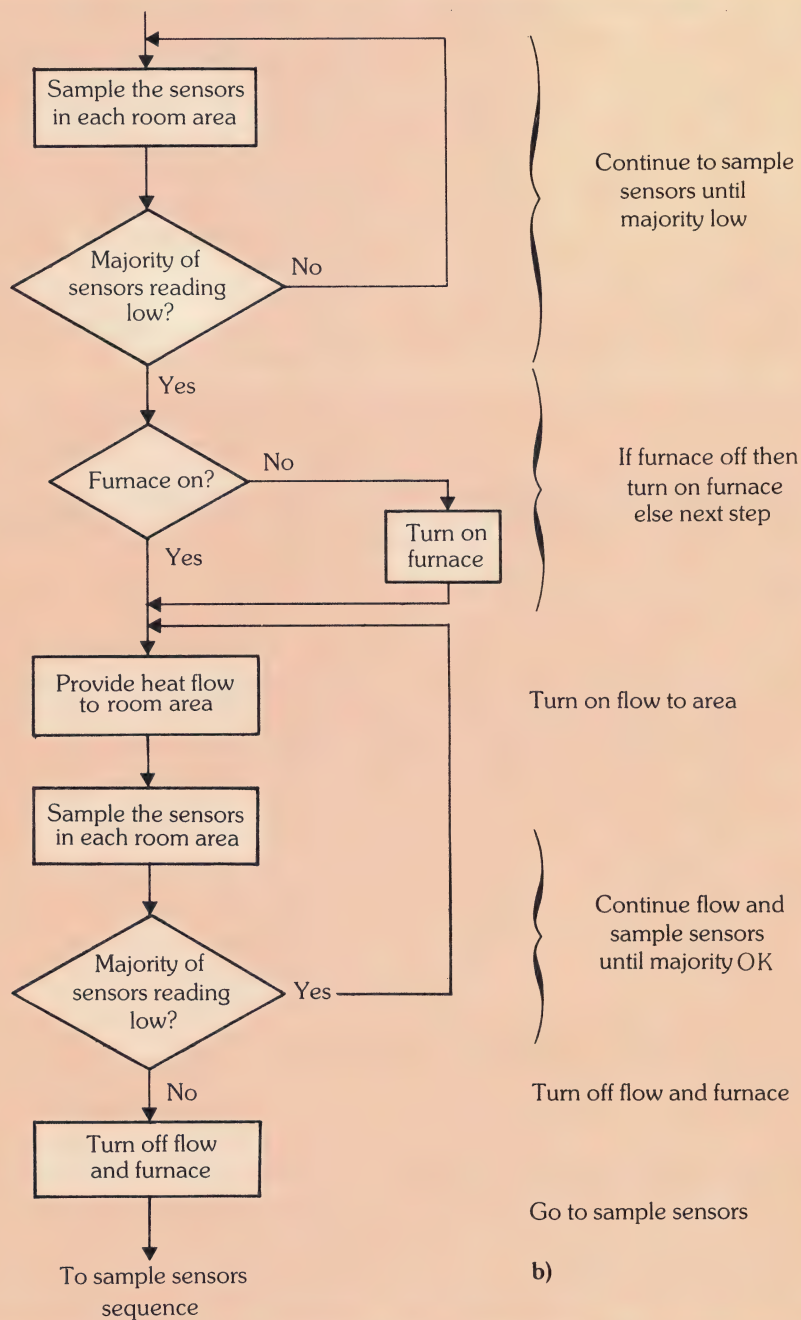 Sample the sensors
in each room area
Continue to sample
sensors until
majority low
Majority of
sensors reading
low?
No
Yes
Furnace on?
No
If furnace off then
turn on furnace
else next step
Turn on
furnace
Yes
Provide heat flow
to room area
Turn on flow to area
Sample the sensors
in each room area
Continue flow and
sample sensors
until majority OK
Majority of
sensors reading
low?
Yes
No
Turn off flow and furnace
Turn off flow
and furnace
Go to sample sensors
To sample sensors
sequence
b)